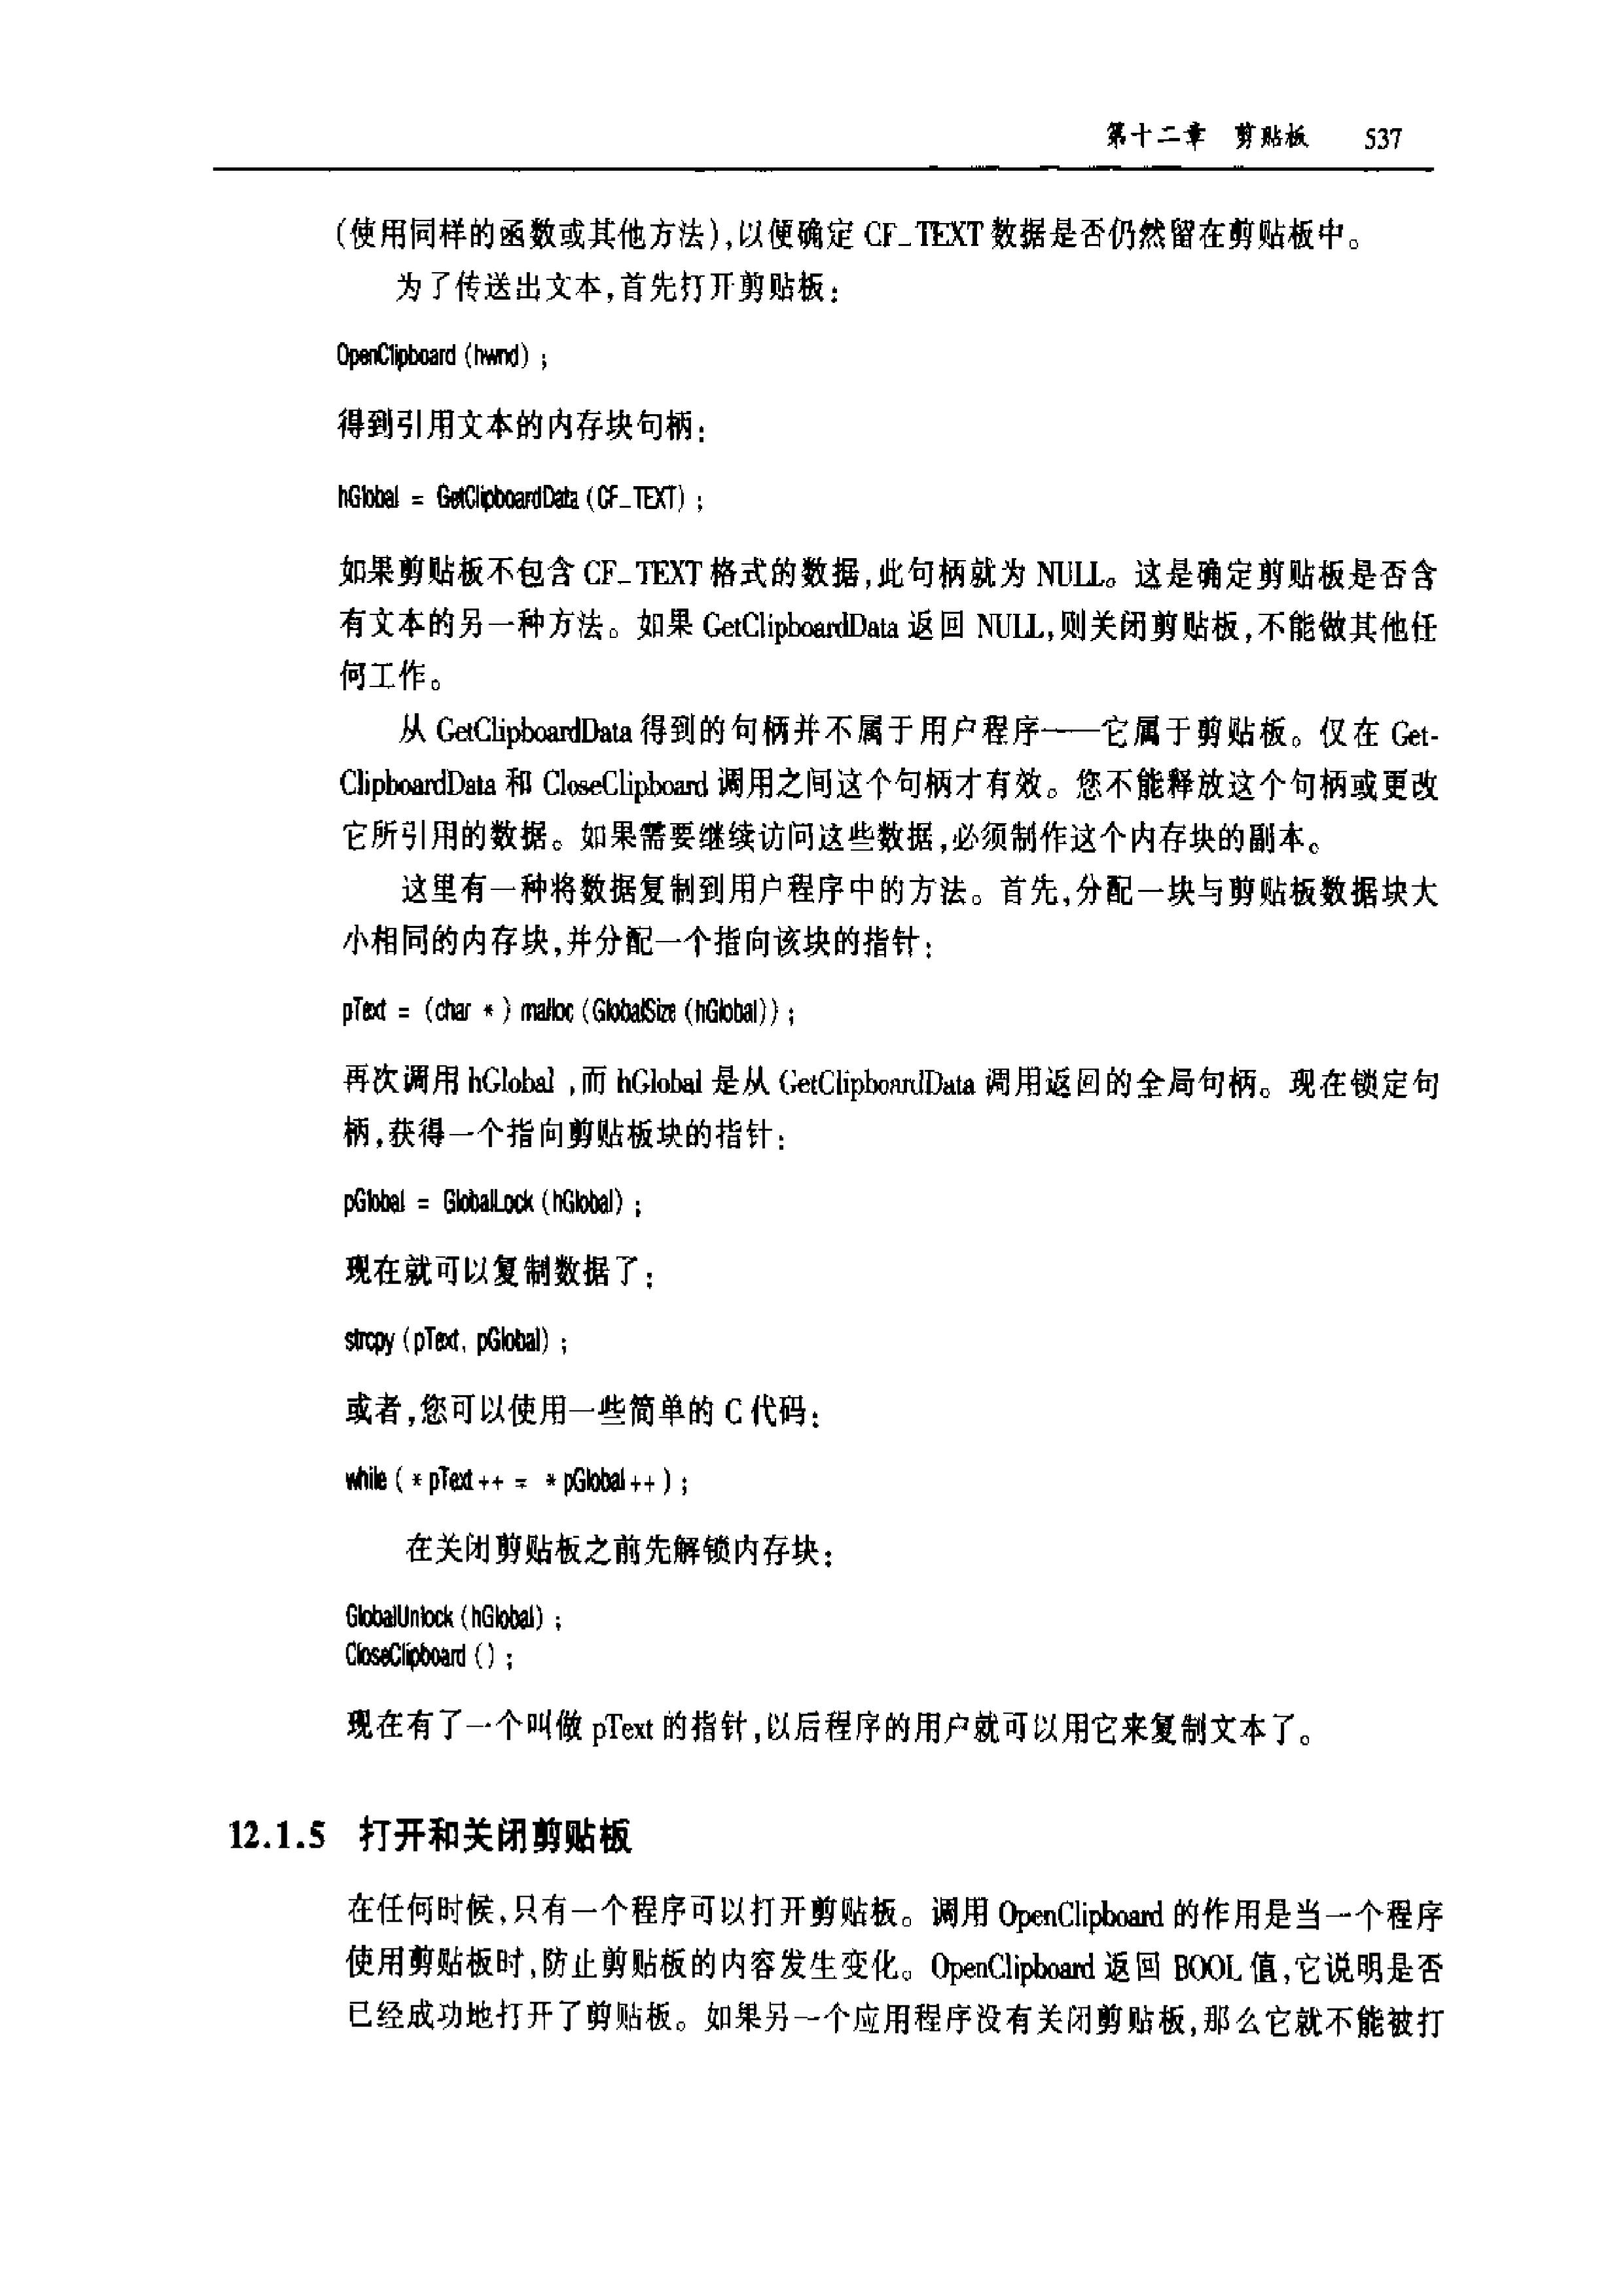 第十二章 剪贴板 537
(使用同样的函数或其他方法),以便确定 CF_TEXT 数据是否仍然留在剪贴板中。
为了传送出文本,首先打开剪贴板:
OpenClipboard (hwnd) ;
得到引用文本的内存块句柄:
hGlobal = GetClipboardData (CF_TEXT) ;
如果剪贴板不包含 CF_TEXT 格式的数据,此句柄就为 NULL。这是确定剪贴板是否含
有文本的另一种方法。如果 GetClipboardData 返回 NULL,则关闭剪贴板,不能做其他任
何工作。
从 GetClipboardData 得到的句柄并不属于用户程序——它属于剪贴板。仅在 Get-
ClipboardData 和 CloseClipboard 调用之间这个句柄才有效。您不能释放这个句柄或更改
它所引用的数据。如果需要继续访问这些数据,必须制作这个内存块的副本。
这里有一种将数据复制到用户程序中的方法。首先,分配一块与剪贴板数据块大
小相同的内存块,并分配一个指向该块的指针:
pText = (char * ) malloc (GlobalSize (hGlobal)) ;
再次调用 hGlobal ,而 hGlobal 是从 GetClipboardData 调用返回的全局句柄。现在锁定句
柄,获得一个指向剪贴板块的指针:
pGlobal = GlobalLock (hGlobal) ;
现在就可以复制数据了:
strcpy (pText, pGlobal) ;
或者,您可以使用一些简单的 C 代码:
while ( * pText ++ = * pGlobal ++ ) ;
在关闭剪贴板之前先解锁内存块:
GlobalUnlock (hGlobal) ;
CloseClipboard () ;
现在有了一个叫做 pText 的指针,以后程序的用户就可以用它来复制文本了。
12.1.5 打开和关闭剪贴板
在任何时候,只有一个程序可以打开剪贴板。调用 OpenClipboard 的作用是当一个程序
使用剪贴板时,防止剪贴板的内容发生变化。OpenClipboard 返回 BOOL 值,它说明是否
已经成功地打开了剪贴板。如果另一个应用程序没有关闭剪贴板,那么它就不能被打